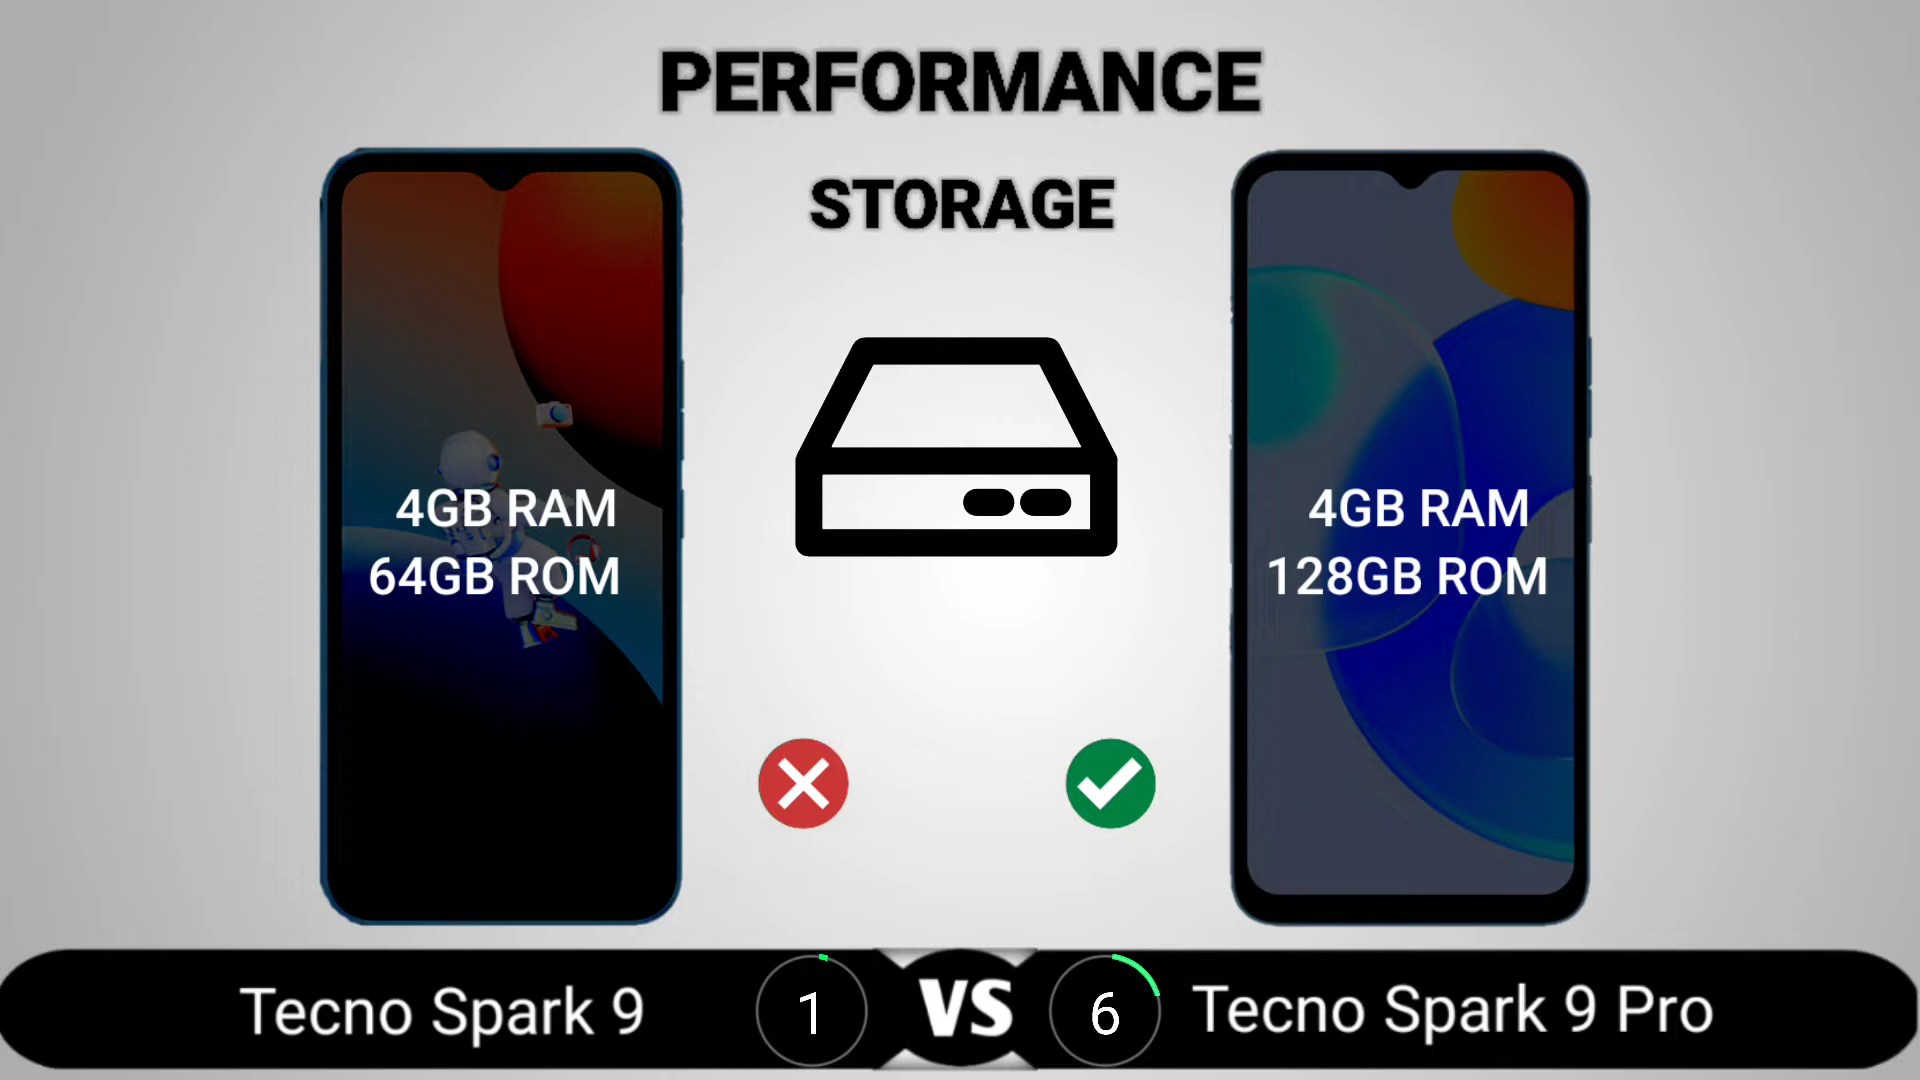 PERFORMANCE
STORAGE
4GB RAM
64GB ROM
4GB RAM
128GB ROM
Tecno Spark 9
1
VS
6
Tecno Spark 9 Pro